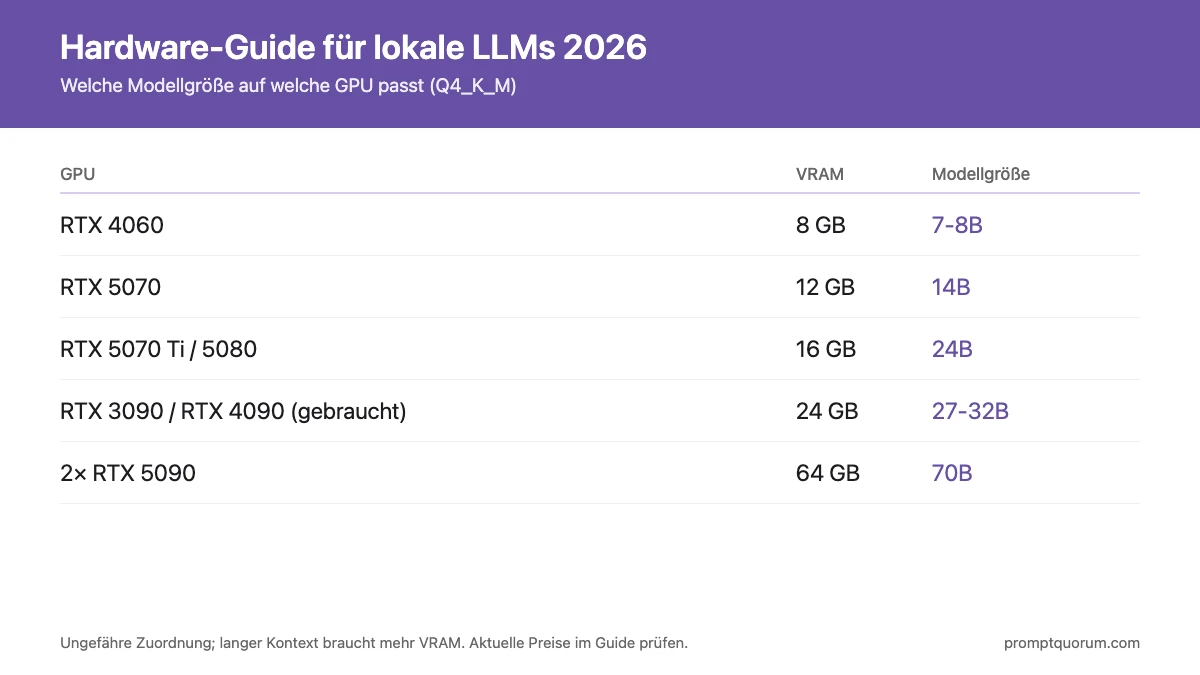 Hardware-Guide für lokale LLMs 2026
Welche Modellgröße auf welche GPU passt (Q4_K_M)
GPU VRAM Modellgröße
RTX 4060 8 GB 7-8B
RTX 5070 12 GB 14B
RTX 5070 Ti / 5080 16 GB 24B
RTX 3090 / RTX 4090 (gebraucht) 24 GB 27-32B
2× RTX 5090 64 GB 70B
Ungefähre Zuordnung; langer Kontext braucht mehr VRAM. Aktuelle Preise im Guide prüfen. promptquorum.com